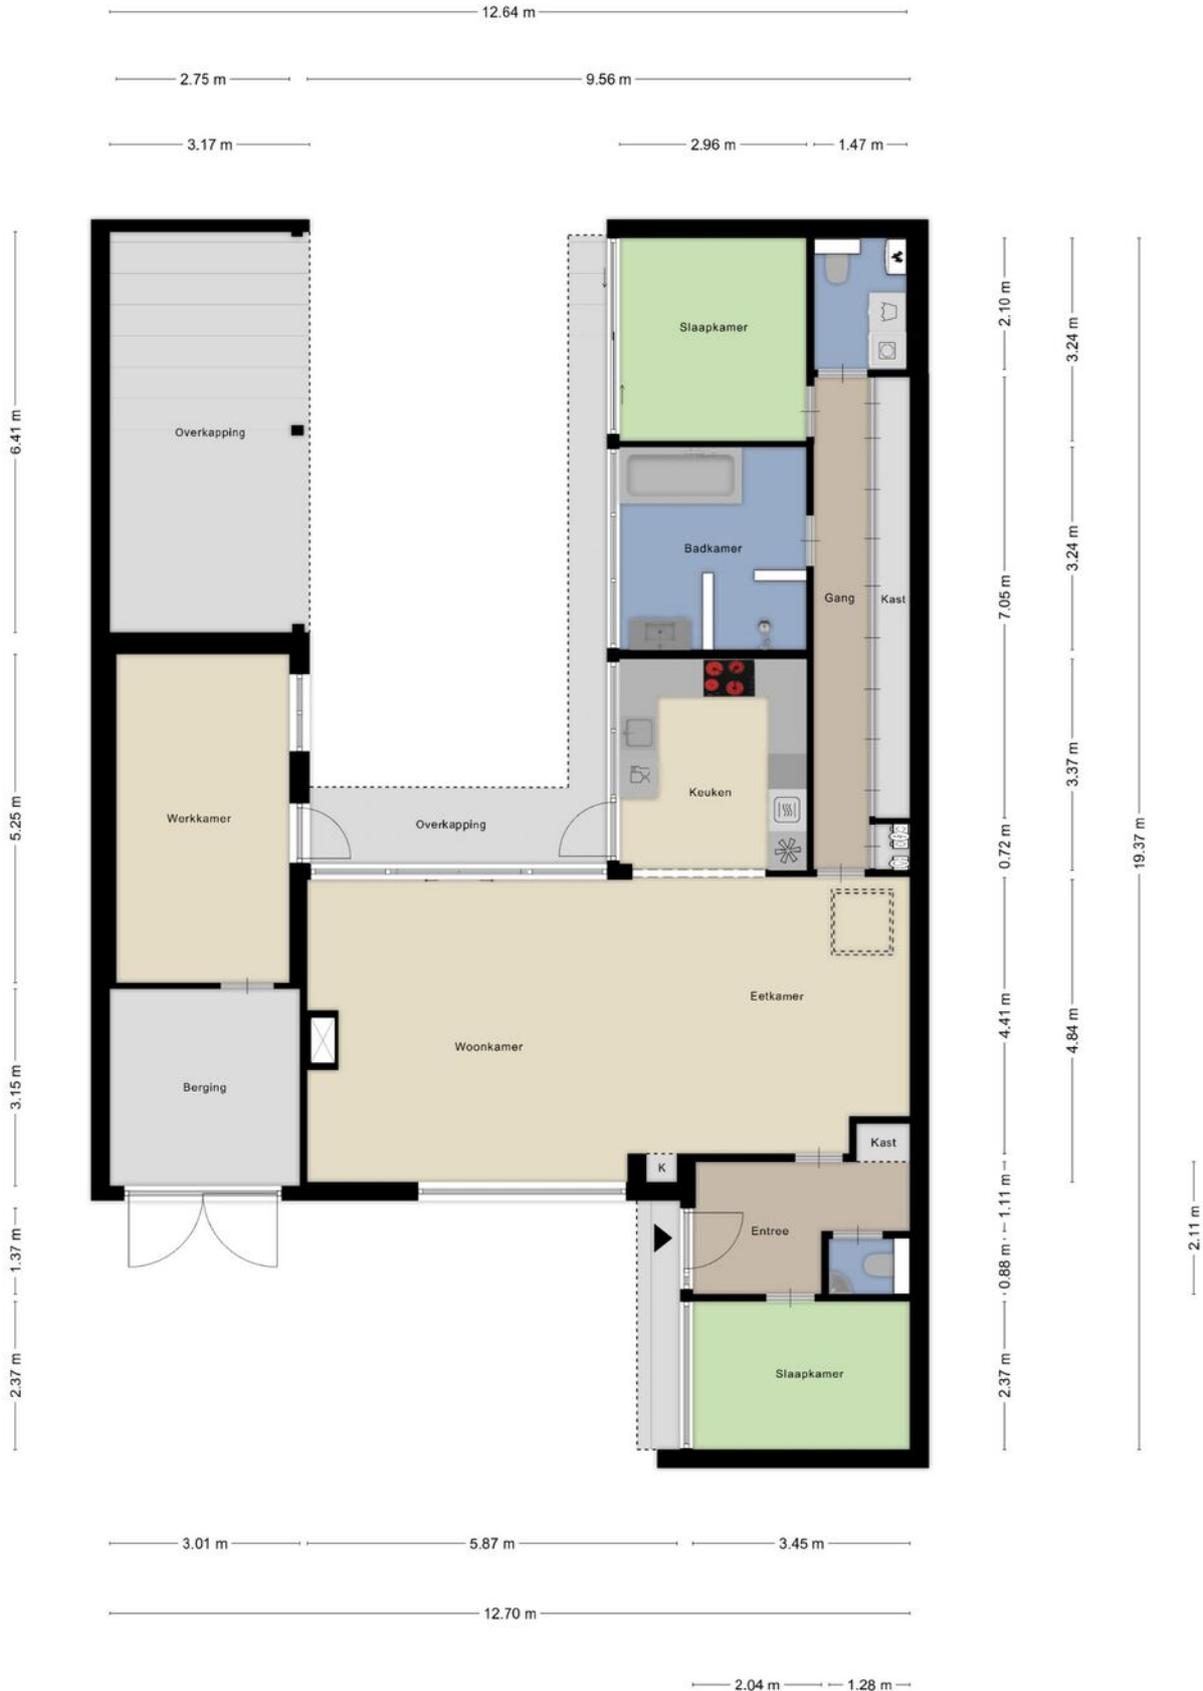 12.64 m
2.75 m
9.56 m
3.17 m
2.96 m
1.47 m
Slaapkamer
2.10 m
3.24 m
Overkapping
6.41 m
Badkamer
3.24 m
Gang
Kast
7.05 m
Keuken
3.37 m
Werkkamer
Overkapping
5.25 m
0.72 m
19.37 m
Eetkamer
Woonkamer
4.41 m
4.84 m
Berging
3.15 m
Kast
K
1.11 m
Entree
2.11 m
1.37 m
0.88 m
Slaapkamer
2.37 m
2.37 m
3.01 m
5.87 m
3.45 m
12.70 m
2.04 m
1.28 m